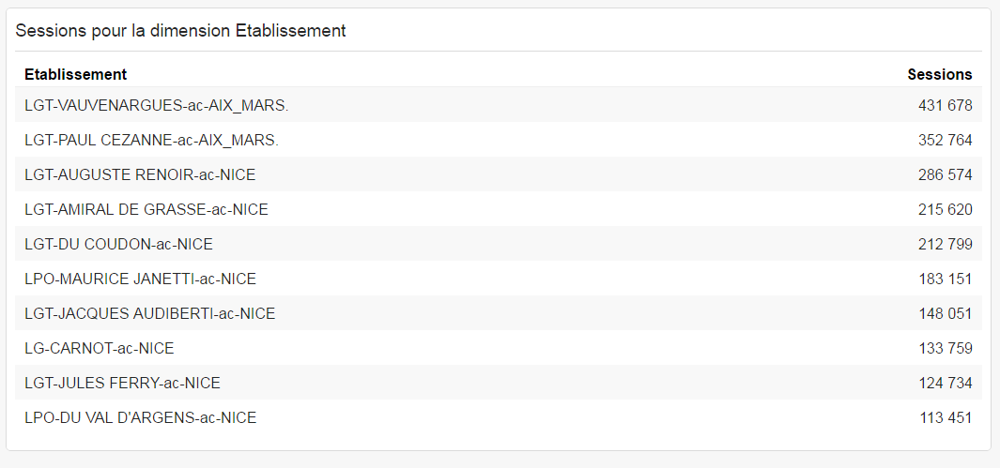 Sessions pour la dimension Etablissement
Etablissement Sessions
LGT-VAUVENARGUES-ac-AIX_MARS. 431 678
LGT-PAUL CEZANNE-ac-AIX_MARS. 352 764
LGT-AUGUSTE RENOIR-ac-NICE 286 574
LGT-AMIRAL DE GRASSE-ac-NICE 215 620
LGT-DU COUDON-ac-NICE 212 799
LPO-MAURICE JANETTI-ac-NICE 183 151
LGT-JACQUES AUDIBERTI-ac-NICE 148 051
LG-CARNOT-ac-NICE 133 759
LGT-JULES FERRY-ac-NICE 124 734
LPO-DU VAL D'ARGENS-ac-NICE 113 451